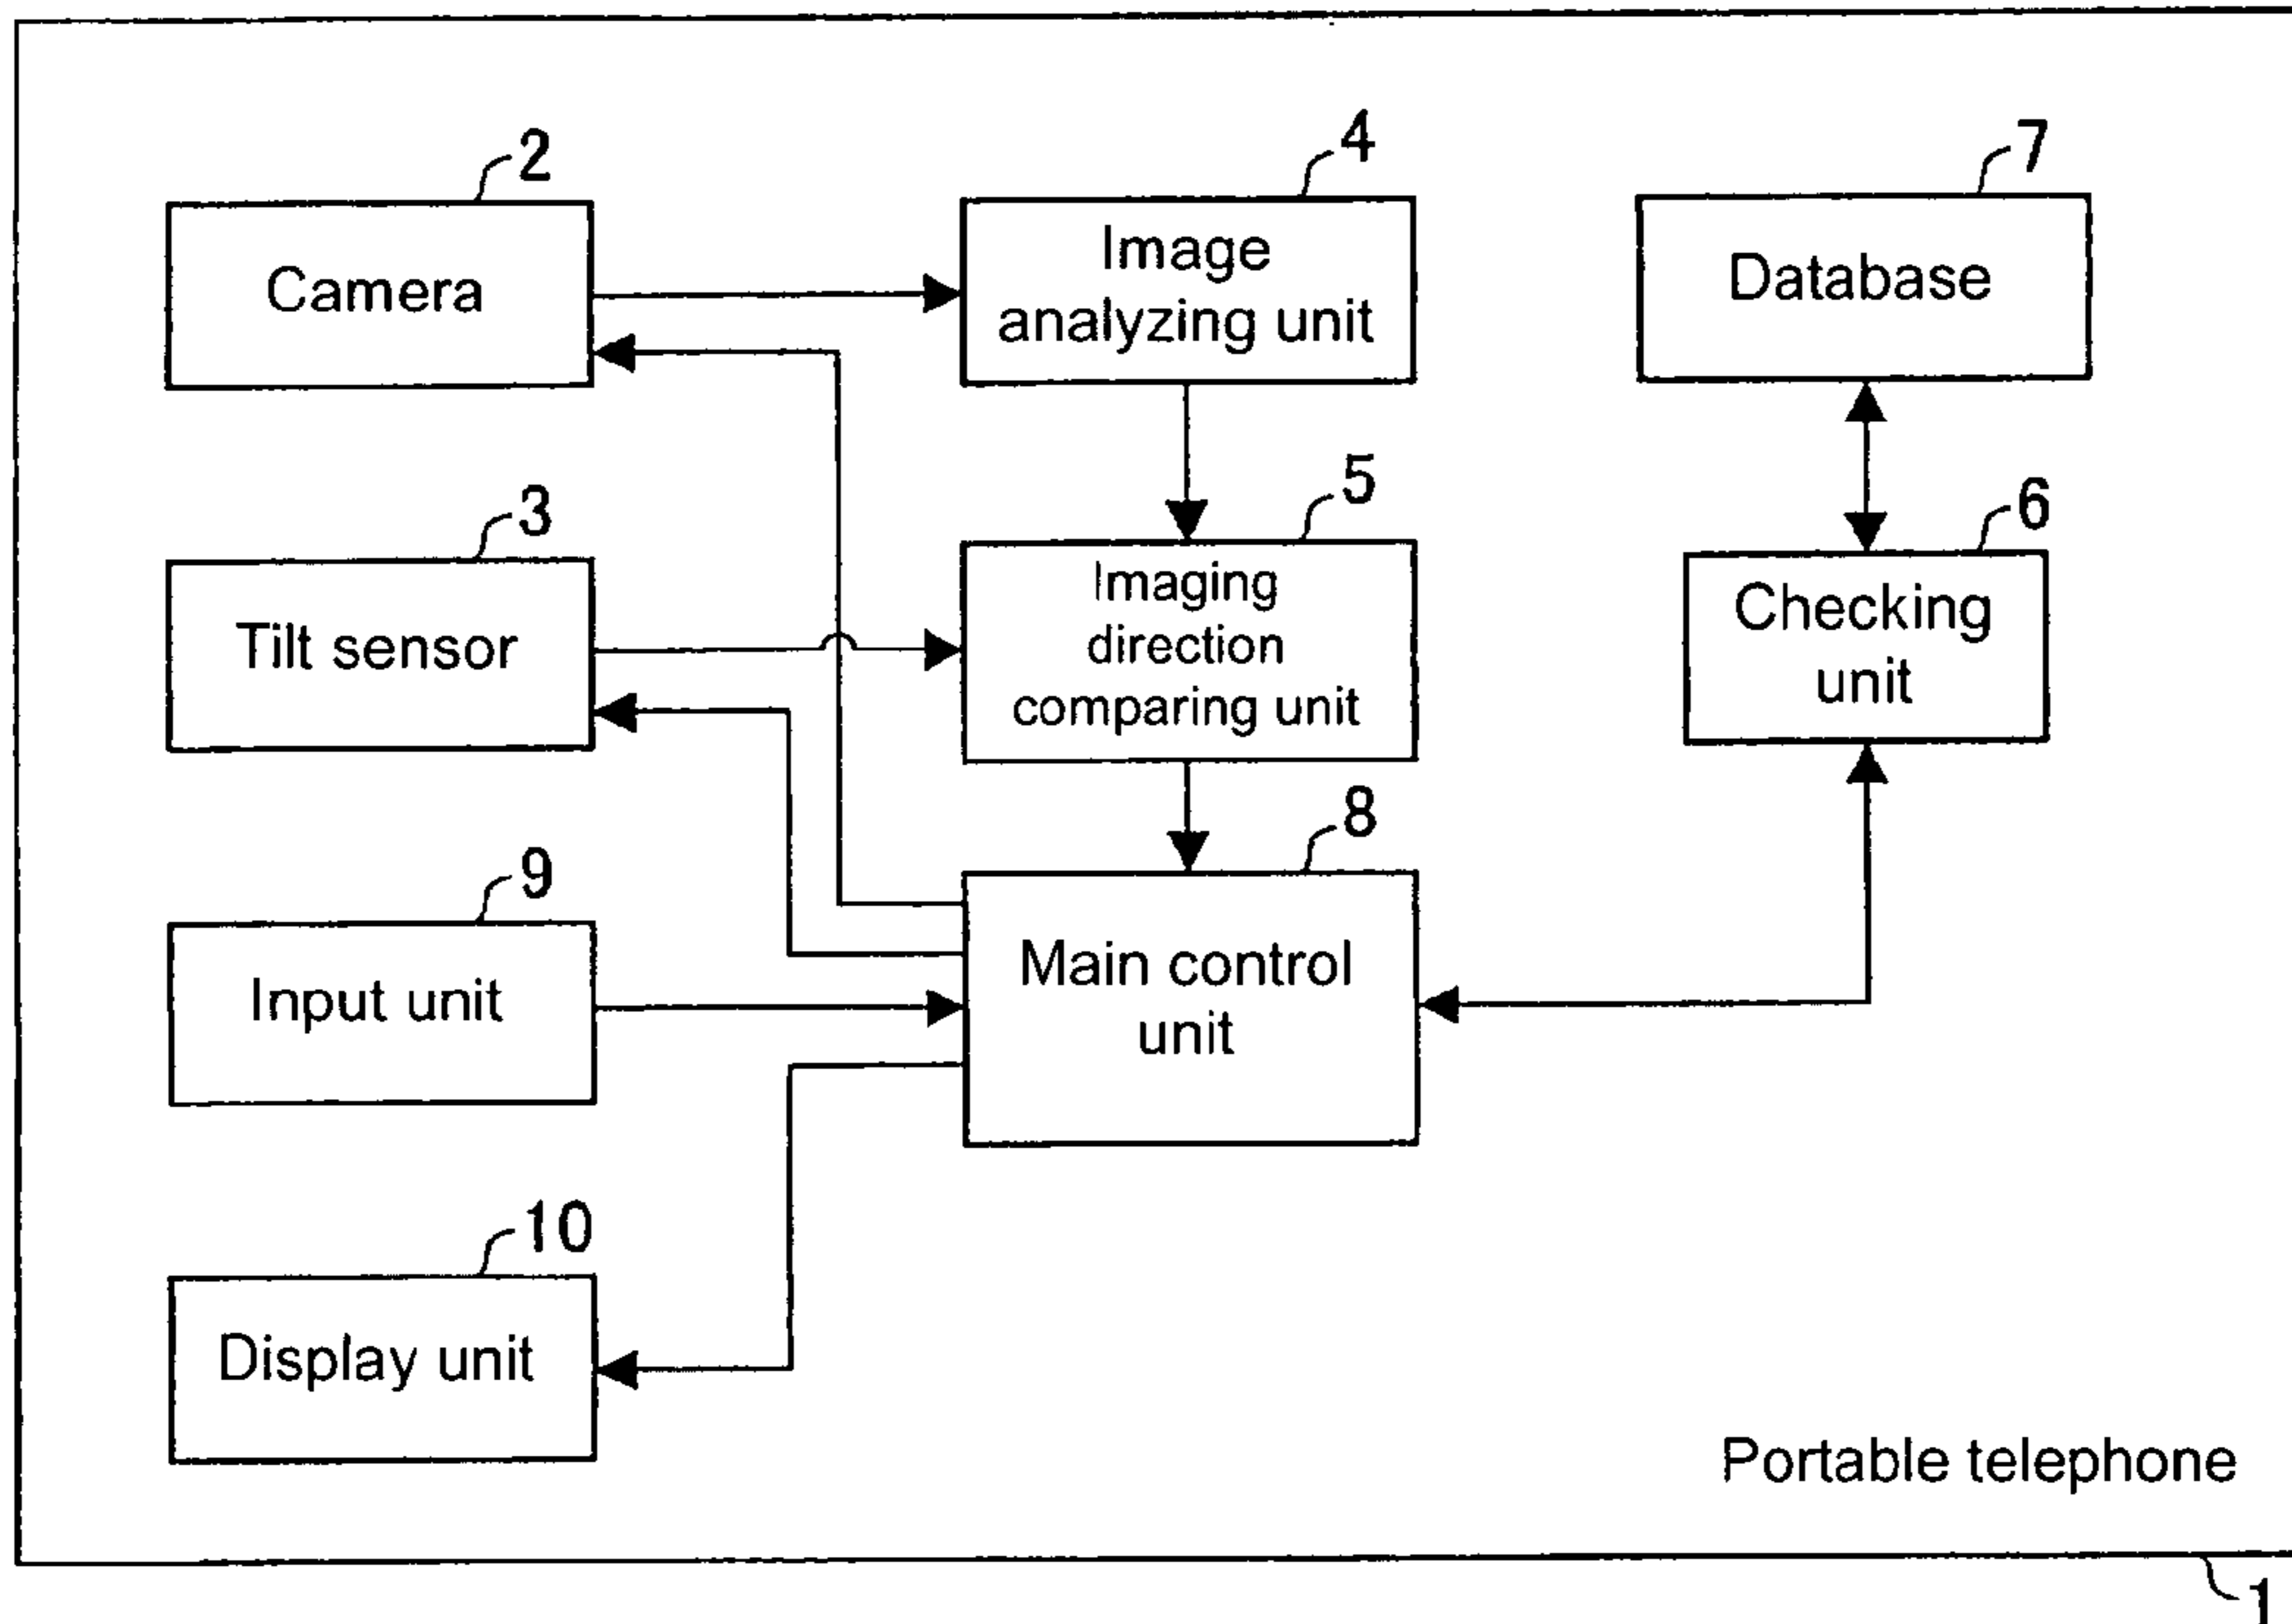 2
Camera
4
Image
analyzing unit
7
Database
3
Tilt sensor
5
Imaging
direction
comparing unit
6
Checking
unit
9
Input unit
8
Main control
unit
10
Display unit
Portable telephone
1